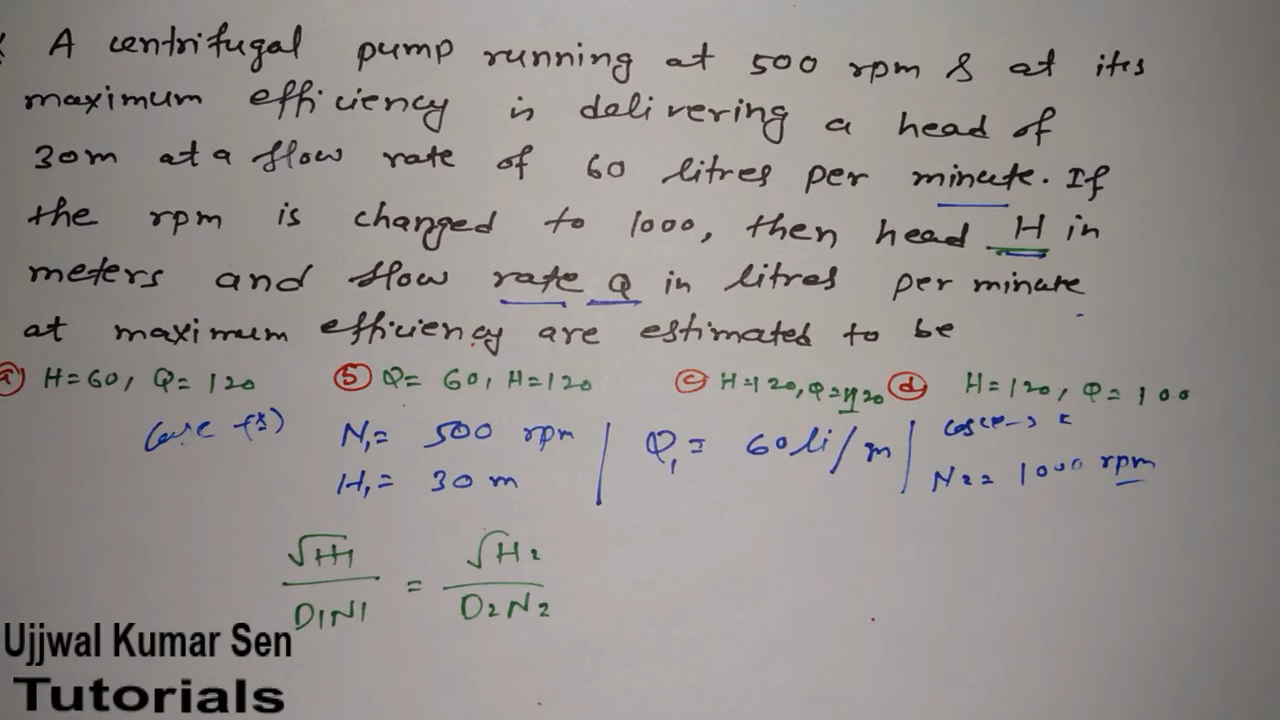 A centrifugal pump running at 500 rpm & at its
maximum efficiency is delivering a head of
30m at a flow rate of 60 litres per minute. If
the rpm is changed to 1000, then head H in
meters and flow rate Q in litres per minute
at maximum efficiency are estimated to be
a) H=60, Q=120 b) Q= 60, H=120 c) H=120, Q=120 d) H=120, Q=100
Case N1= 500 rpm Q1= 60 li/m
H1= 30 m N2= 1000 rpm
√H1 / D1N1 = √H2 / D2N2
Ujjwal Kumar Sen
Tutorials